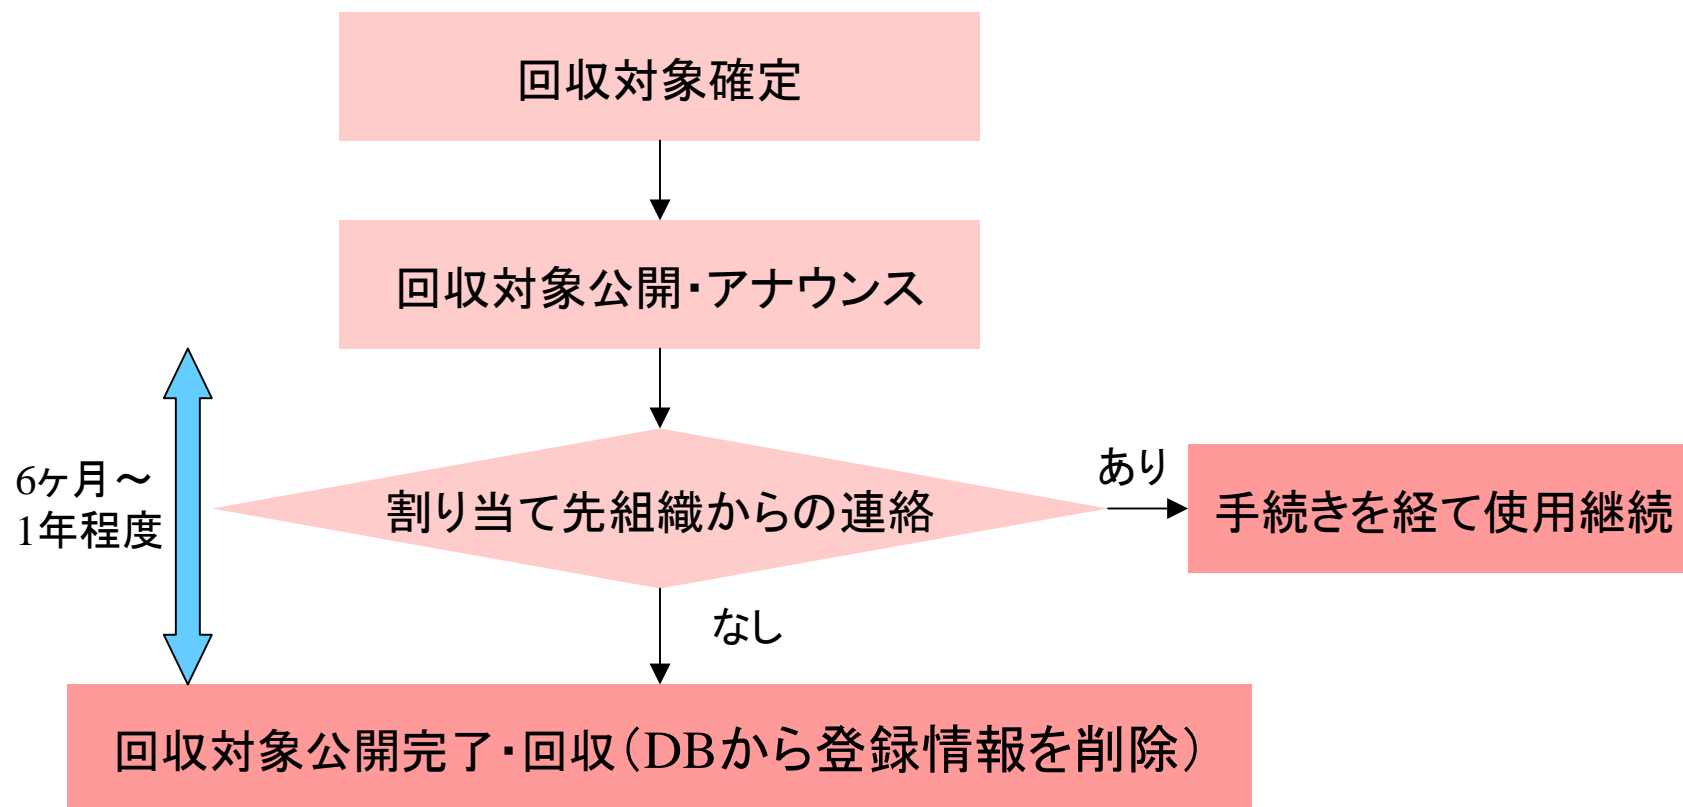 回収対象確定
回収対象公開・アナウンス
6ヶ月～
1年程度
割り当て先組織からの連絡
あり
手続きを経て使用継続
なし
回収対象公開完了・回収（DBから登録情報を削除）